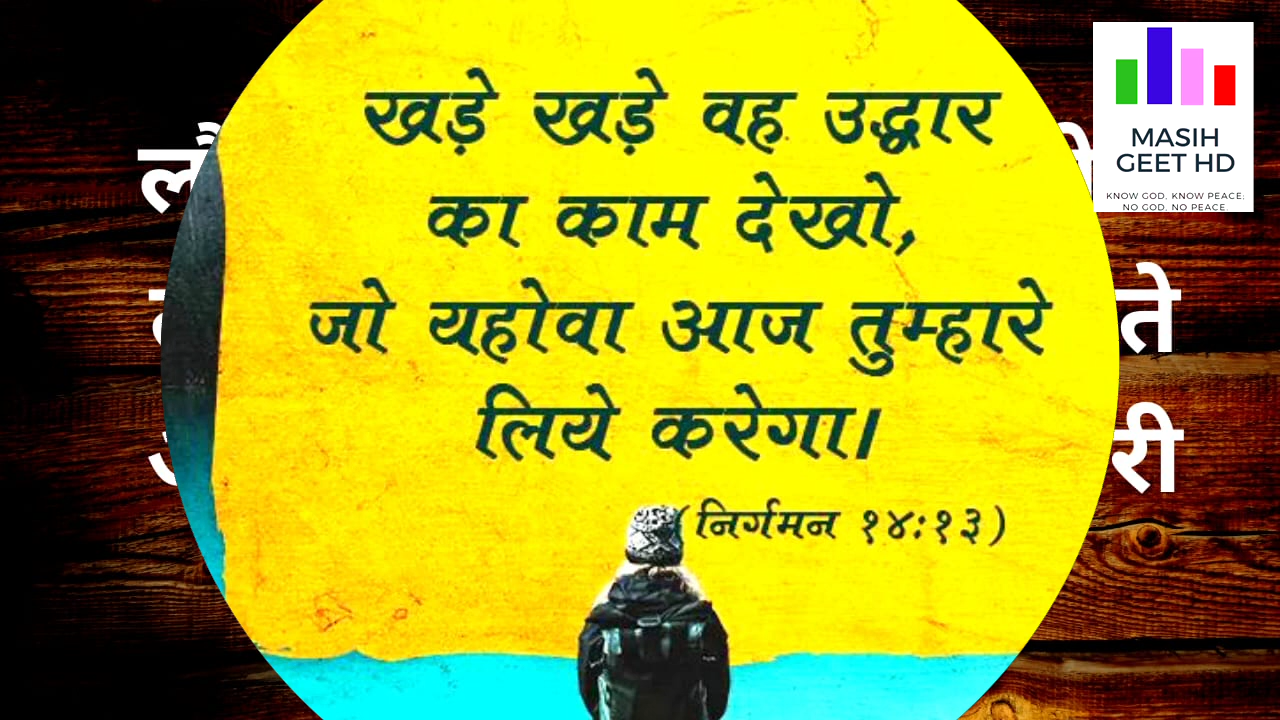 खड़े खड़े वह उद्धार
का काम देखो,
जो यहोवा आज तुम्हारे
लिये करेगा।
(निर्गमन १४:१३)
MASIH
GEET HD
KNOW GOD, KNOW PEACE;
NO GOD, NO PEACE.